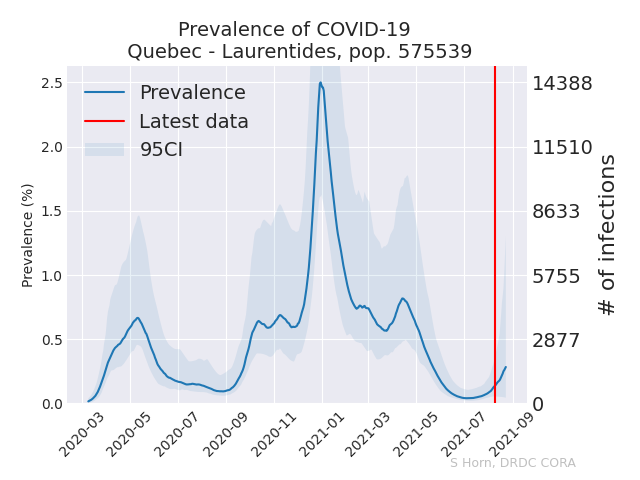 Prevalence of COVID-19
Quebec - Laurentides, pop. 575539
Prevalence
Latest data
95CI
Prevalence (%)
2.5
2.0
1.5
1.0
0.5
0.0
14388
11510
8633
5755
2877
0
# of infections
2020-03
2020-05
2020-07
2020-09
2020-11
2021-01
2021-03
2021-05
2021-07
2021-09
S Horn, DRDC CORA